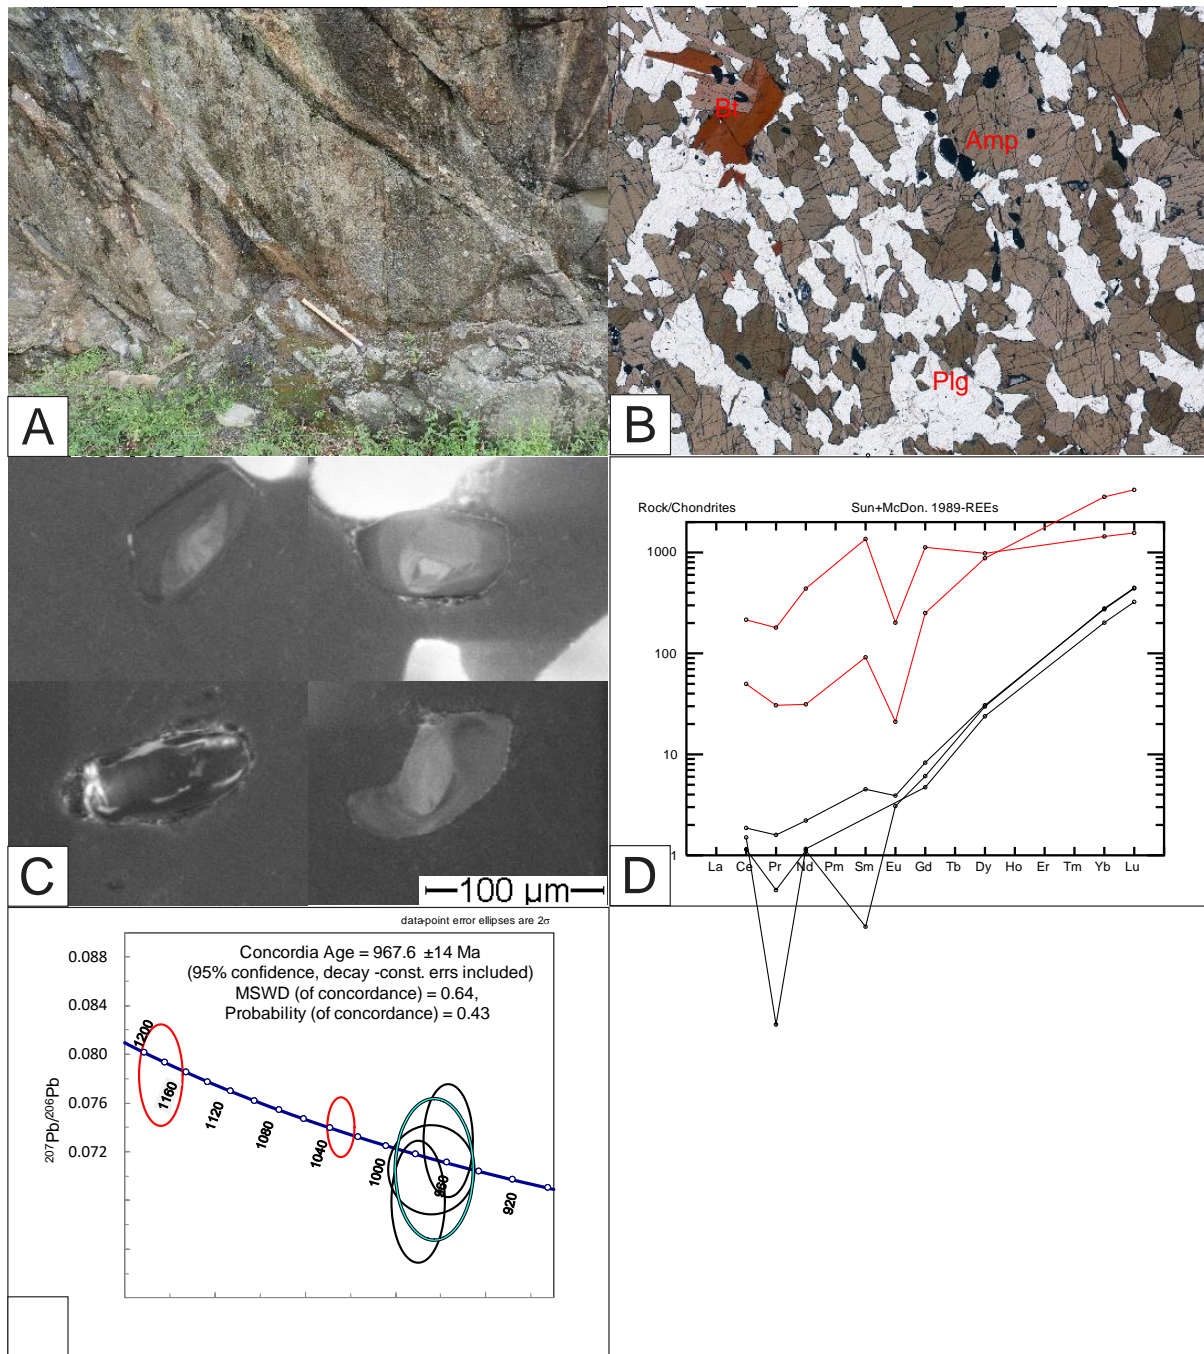 A
Bt
Amp
Plg
B
C
100 µm
Rock/Chondrites
Sun+McDon. 1989-REEs
1000
100
10
1
La Ce Pr Nd Pm Sm Eu Gd Tb Dy Ho Er Tm Yb Lu
D
data-point error ellipses are 2σ
Concordia Age = 967.6 ±14 Ma
(95% confidence, decay -const. errs included)
MSWD (of concordance) = 0.64,
Probability (of concordance) = 0.43
0.088
0.084
0.080
0.076
0.072
207Pb/206Pb
1200
1160
1120
1080
1040
1000
960
920